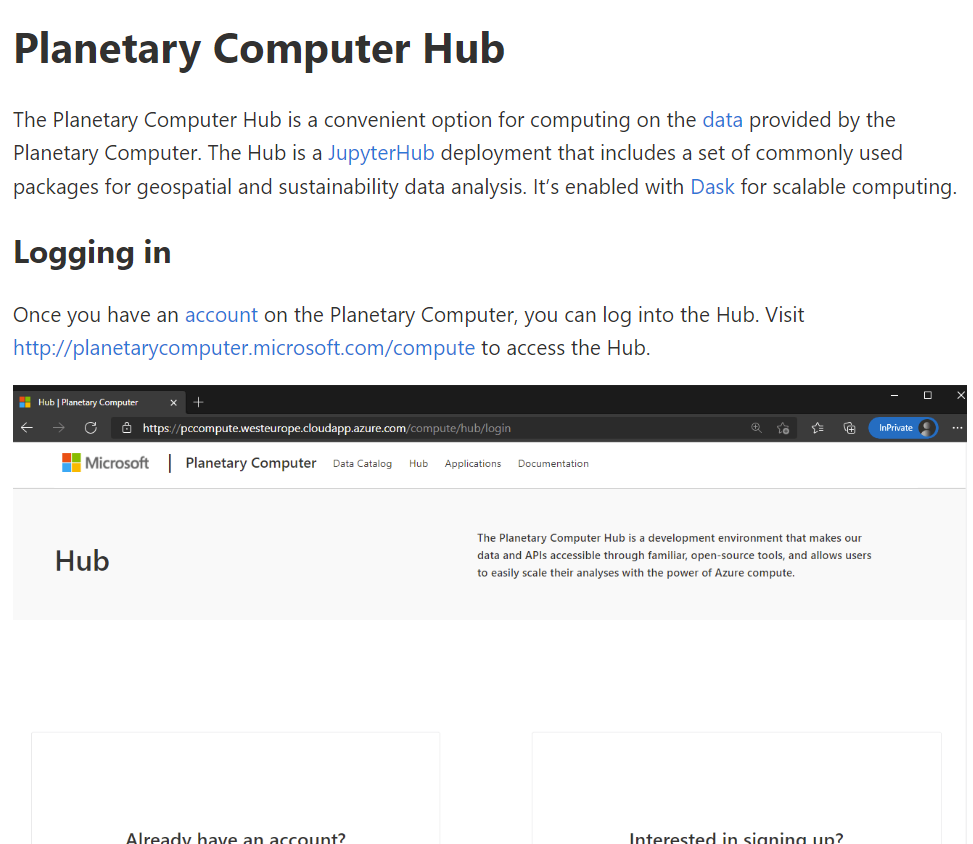 Planetary Computer Hub
The Planetary Computer Hub is a convenient option for computing on the data provided by the
Planetary Computer. The Hub is a JupyterHub deployment that includes a set of commonly used
packages for geospatial and sustainability data analysis. It’s enabled with Dask for scalable computing.
Logging in
Once you have an account on the Planetary Computer, you can log into the Hub. Visit
http://planetarycomputer.microsoft.com/compute to access the Hub.
Hub | Planetary Computer
https://pccompute.westeurope.cloudapp.azure.com/compute/hub/login
InPrivate
Microsoft | Planetary Computer Data Catalog Hub Applications Documentation
Hub
The Planetary Computer Hub is a development environment that makes our
data and APIs accessible through familiar, open-source tools, and allows users
to easily scale their analyses with the power of Azure compute.
Already have an account?
Interested in signing up?